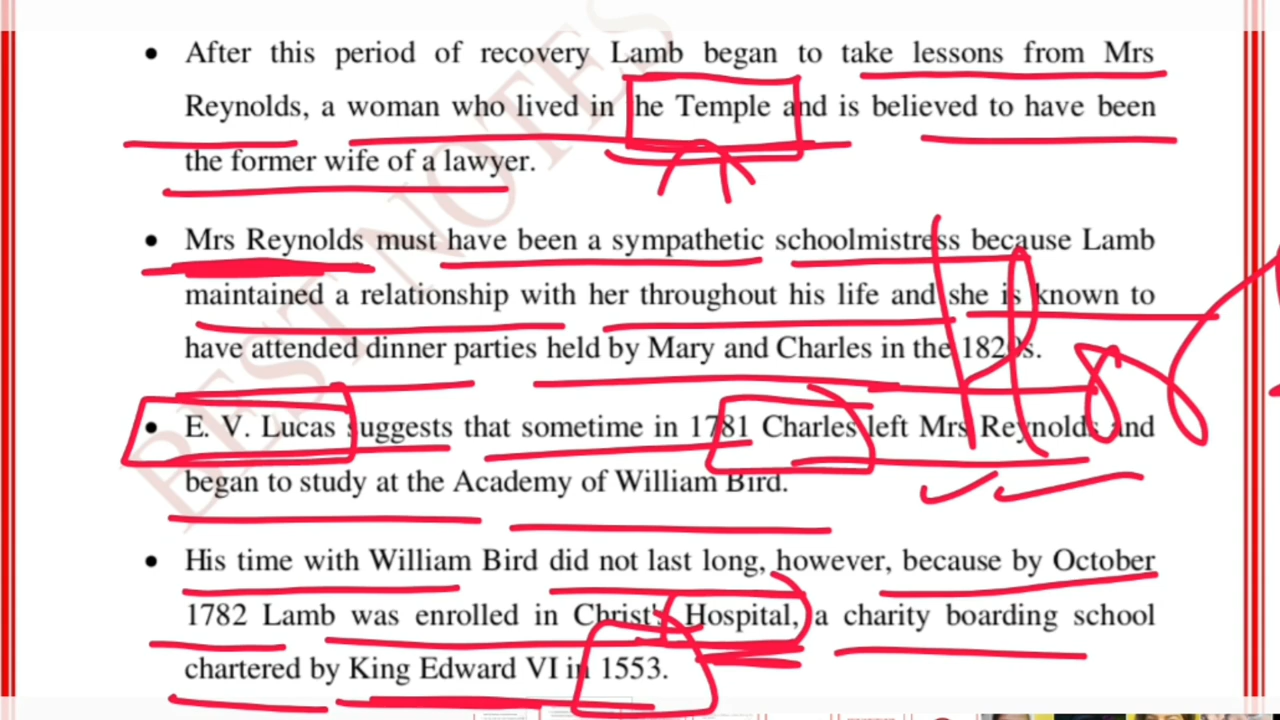 • After this period of recovery Lamb began to take lessons from Mrs
Reynolds, a woman who lived in he Temple and is believed to have been
the former wife of a lawyer.
• Mrs Reynolds must have been a sympathetic schoolmistress because Lamb
maintained a relationship with her throughout his life and she is known to
have attended dinner parties held by Mary and Charles in the 1820s.
• E. V. Lucas suggests that sometime in 1781 Charles left Mrs Reynolds and
began to study at the Academy of William Bird.
• His time with William Bird did not last long, however, because by October
1782 Lamb was enrolled in Christ's Hospital, a charity boarding school
chartered by King Edward VI in 1553.
BEST NOTES